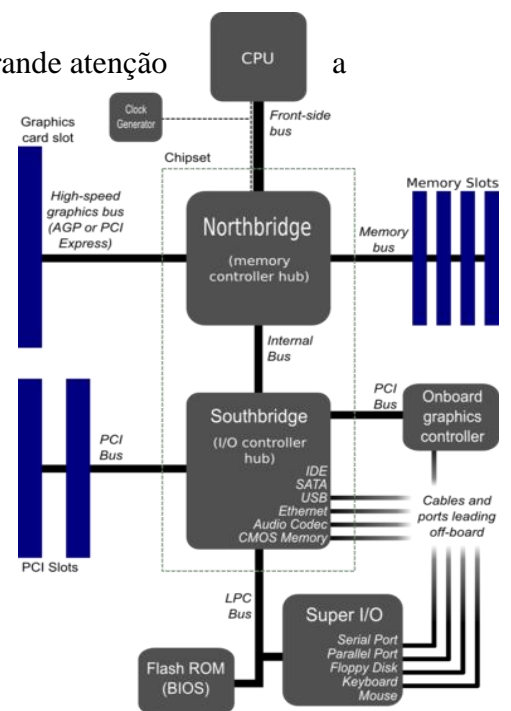 rande atenção a
CPU
Clock
Generator
Front-side
bus
Graphics
card slot
Chipset
High-speed
graphics bus
(AGP or PCI
Express)
Northbridge
(memory
controller hub)
Memory Slots
Memory
bus
Internal
Bus
Southbridge
(I/O controller
hub)
PCI
Bus
Onboard
graphics
controller
PCI
Bus
IDE
SATA
USB
Ethernet
Audio Codec
CMOS Memory
Cables and
ports leading
off-board
PCI Slots
LPC
Bus
Super I/O
Serial Port
Parallel Port
Floppy Disk
Keyboard
Mouse
Flash ROM
(BIOS)